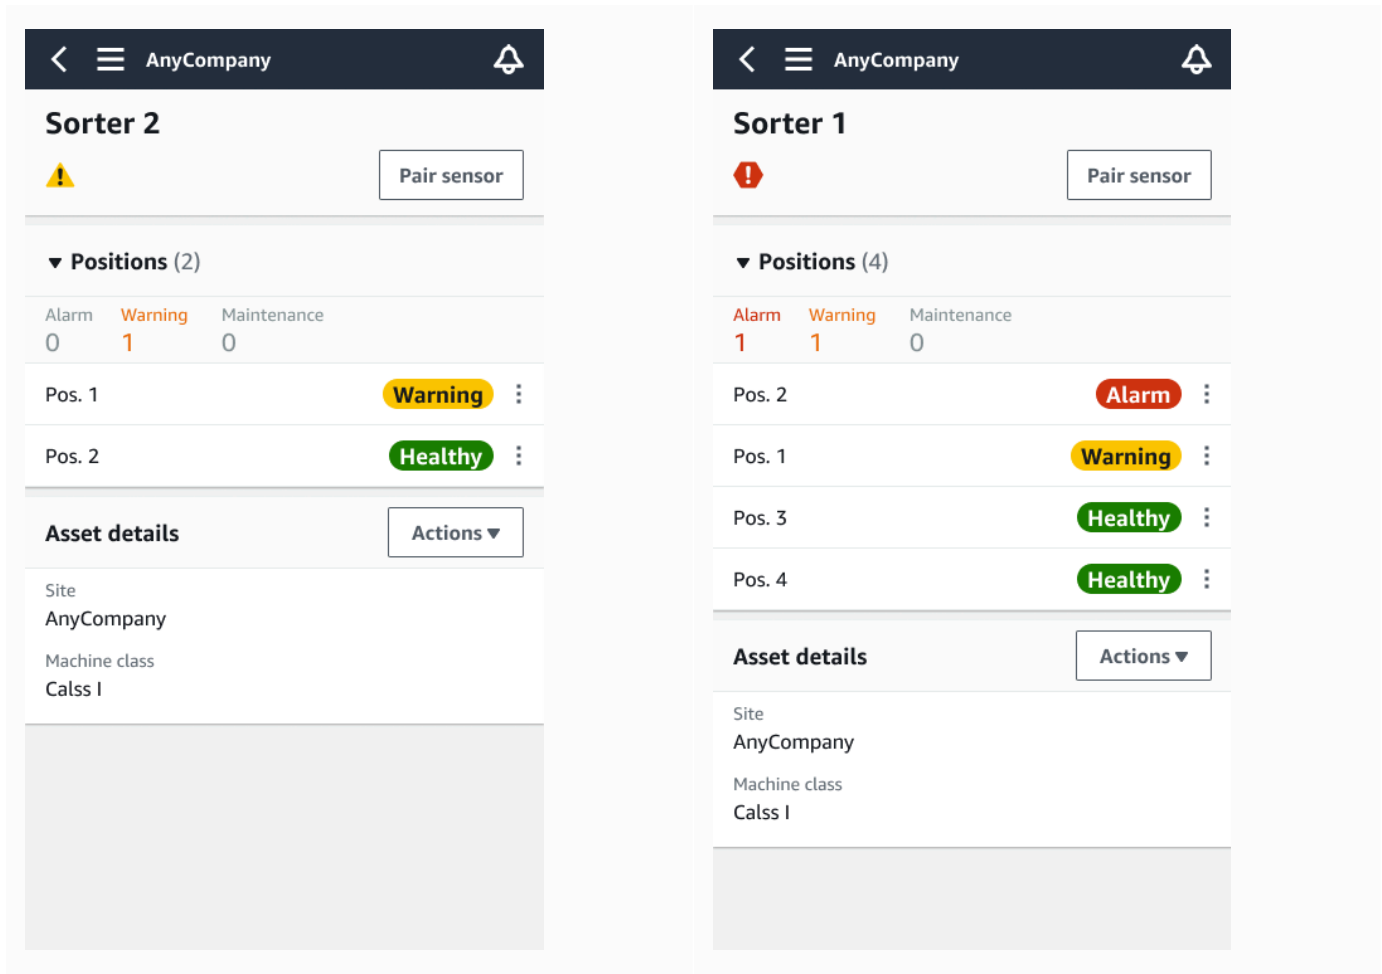 AnyCompany
Sorter 2
Pair sensor
▼ Positions (2)
Alarm Warning Maintenance
0 1 0
Pos. 1 Warning
Pos. 2 Healthy
Asset details Actions ▼
Site
AnyCompany
Machine class
Calss I
AnyCompany
Sorter 1
Pair sensor
▼ Positions (4)
Alarm Warning Maintenance
1 1 0
Pos. 2 Alarm
Pos. 1 Warning
Pos. 3 Healthy
Pos. 4 Healthy
Asset details Actions ▼
Site
AnyCompany
Machine class
Calss I